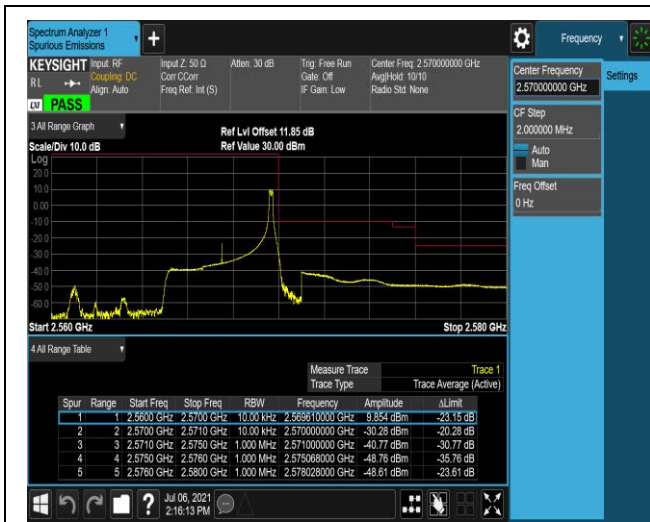 Spectrum Analyzer 1
Spurious Emissions
Frequency
KEYSIGHT Input: RF Input Z: 50 Ω Atten: 30 dB Trig: Free Run Center Freq: 2.570000000 GHz
RL Coupling: DC Corr CCorr Gate: Off Avg|Hold: 10/10
Align: Auto Freq Ref: Int (S) IF Gain: Low Radio Std: None
LXI PASS
Center Frequency
2.570000000 GHz
Settings
CF Step
2.000000 MHz
Auto
Man
Freq Offset
0 Hz
3 All Range Graph
Ref Lvl Offset 11.85 dB
Scale/Div 10.0 dB Ref Value 30.00 dBm
Log
20.0
10.0
0.00
-10.0
-20.0
-30.0
-40.0
-50.0
-60.0
Start 2.560 GHz Stop 2.580 GHz
4 All Range Table
Measure Trace Trace 1
Trace Type Trace Average (Active)
Spur Range Start Freq Stop Freq RBW Frequency Amplitude ΔLimit
1 1 2.5600 GHz 2.5700 GHz 10.00 kHz 2.569610000 GHz 9.854 dBm -23.15 dB
2 2 2.5700 GHz 2.5710 GHz 10.00 kHz 2.570000000 GHz -30.28 dBm -20.28 dB
3 3 2.5710 GHz 2.5750 GHz 1.000 MHz 2.571000000 GHz -40.77 dBm -30.77 dB
4 4 2.5750 GHz 2.5760 GHz 1.000 MHz 2.575068000 GHz -48.76 dBm -35.76 dB
5 5 2.5760 GHz 2.5800 GHz 1.000 MHz 2.578028000 GHz -48.61 dBm -23.61 dB
Jul 06, 2021
2:16:13 PM